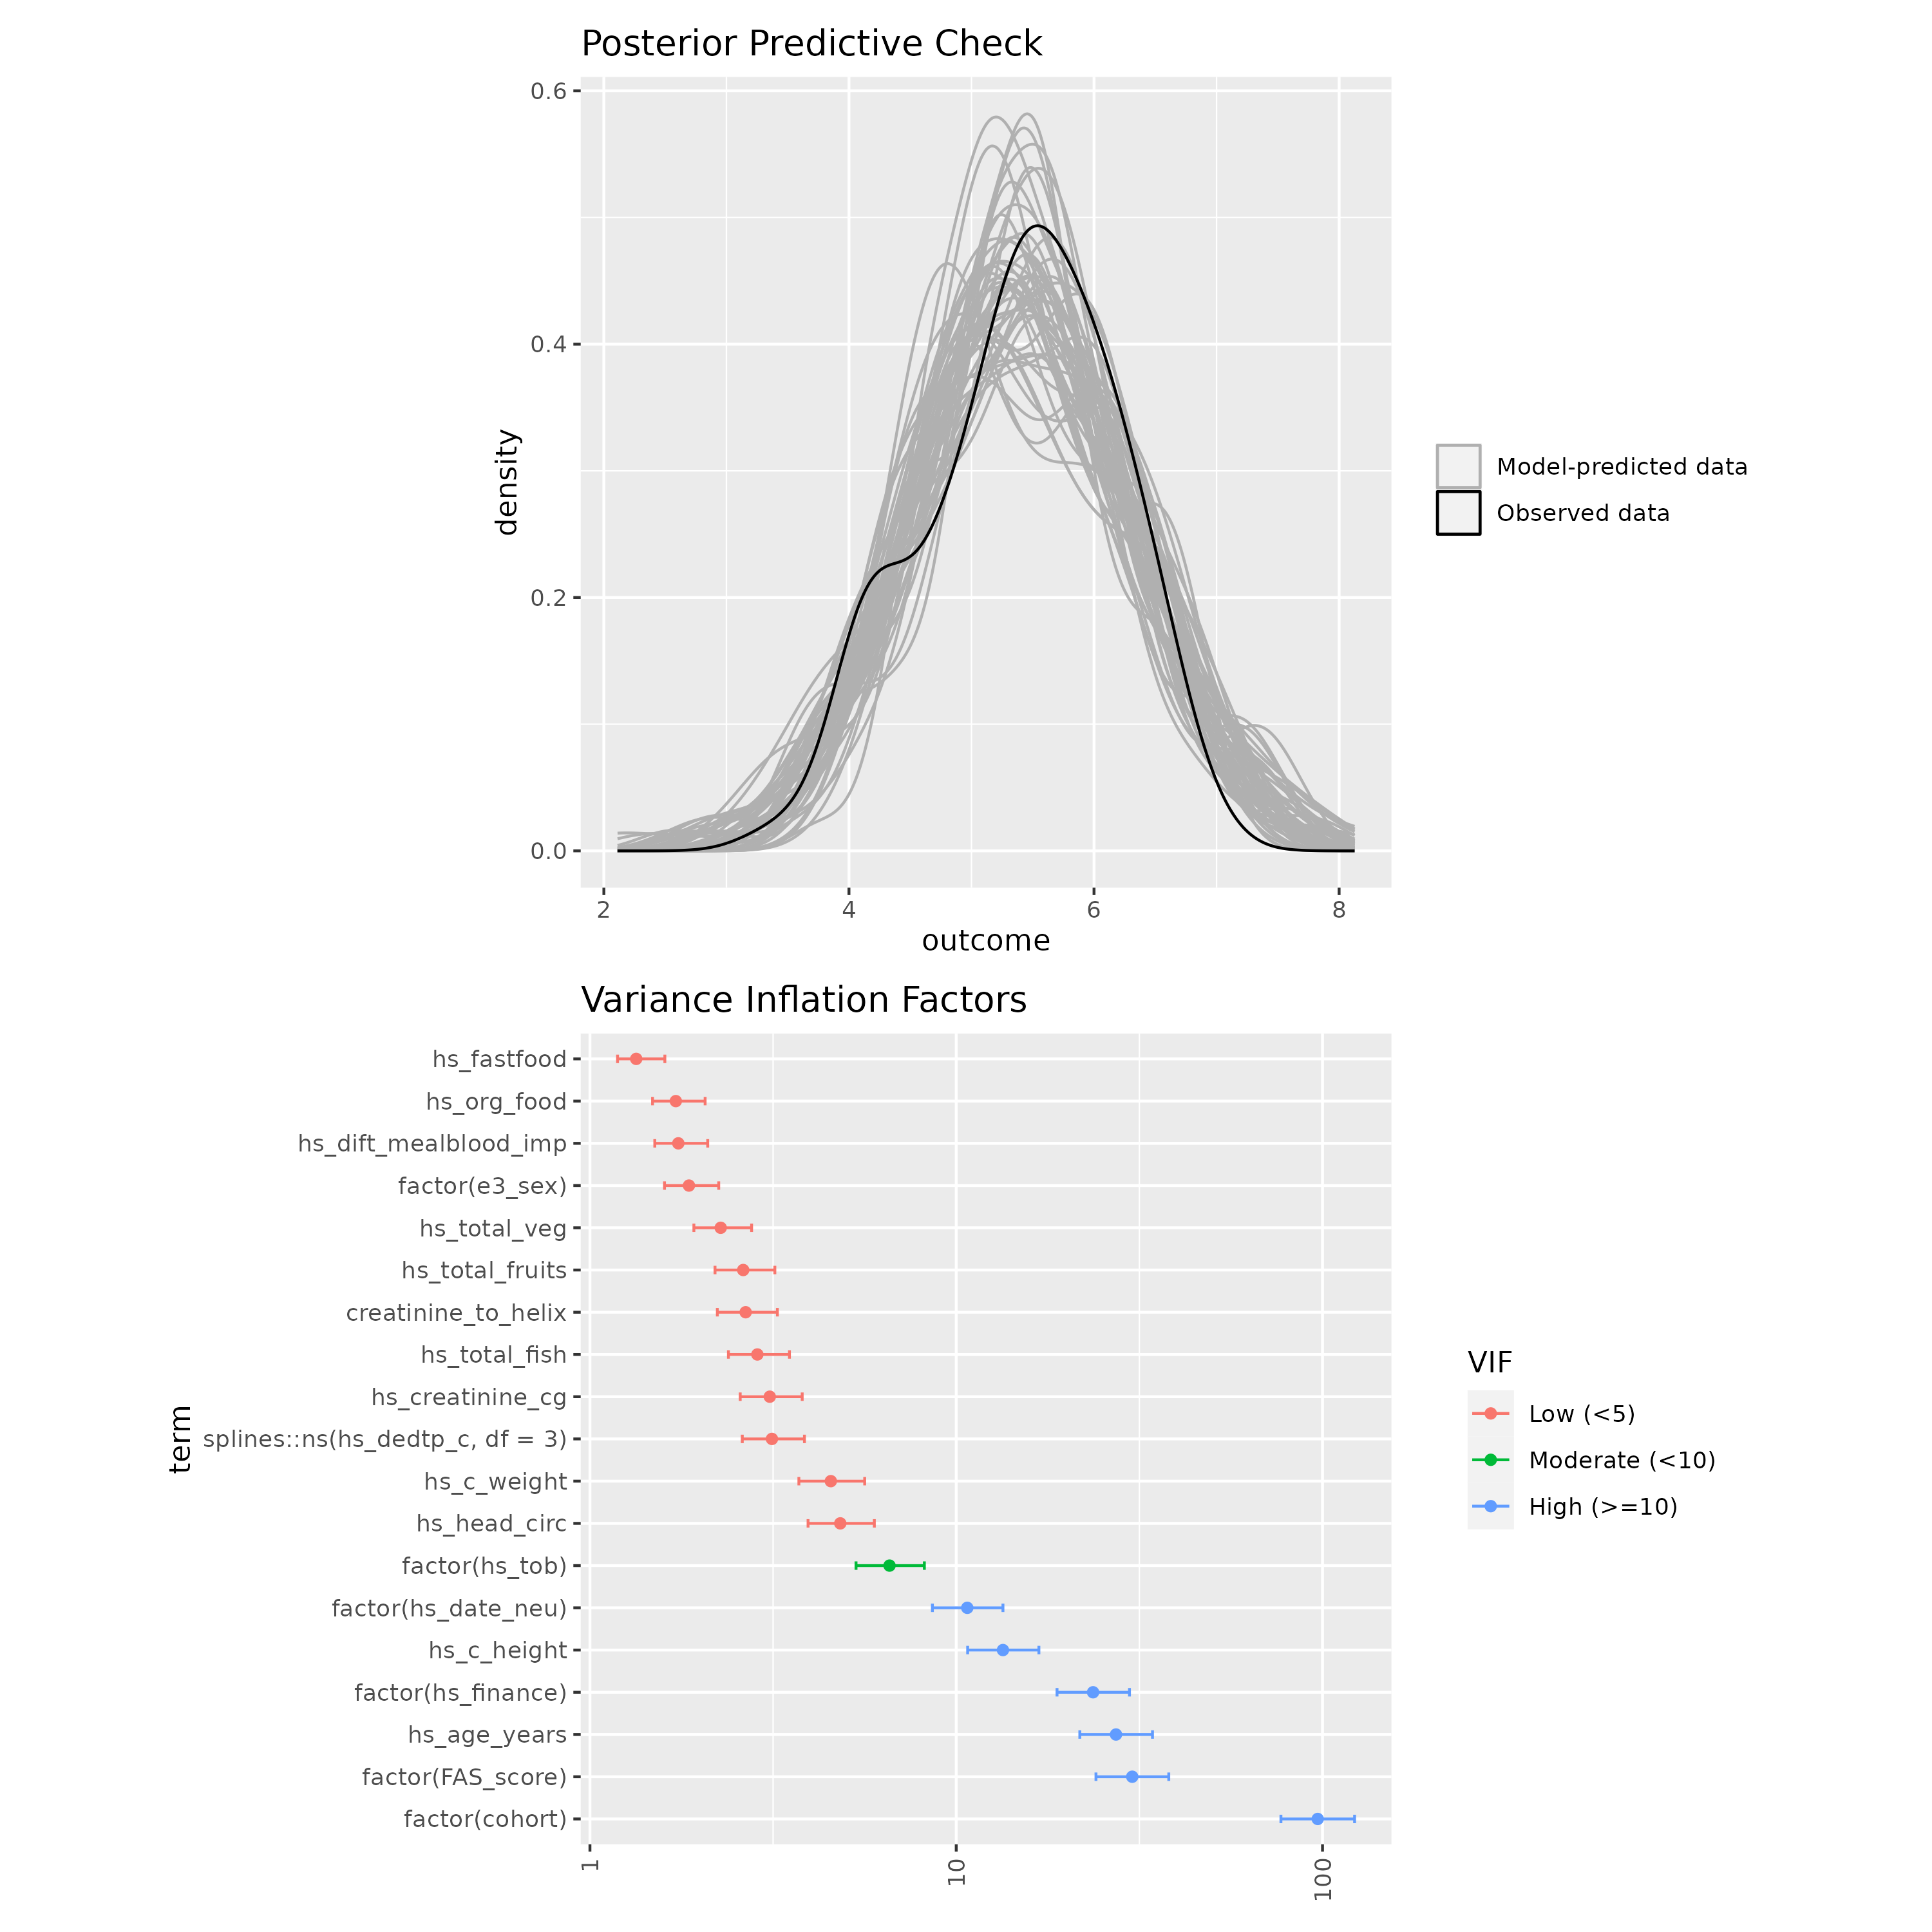 Posterior Predictive Check
0.6
0.4
0.2
0.0
density
2 4 6 8
outcome
Model-predicted data
Observed data
Variance Inflation Factors
term
hs_fastfood
hs_org_food
hs_dift_mealblood_imp
factor(e3_sex)
hs_total_veg
hs_total_fruits
creatinine_to_helix
hs_total_fish
hs_creatinine_cg
splines::ns(hs_dedtp_c, df = 3)
hs_c_weight
hs_head_circ
factor(hs_tob)
factor(hs_date_neu)
hs_c_height
factor(hs_finance)
hs_age_years
factor(FAS_score)
factor(cohort)
1 10 100
VIF
Low (<5)
Moderate (<10)
High (>=10)